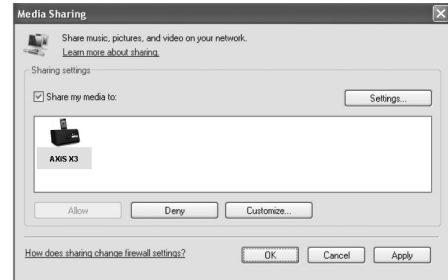 Media Sharing
Share music, pictures, and video on your network.
Learn more about sharing.
Sharing settings
Share my media to:
Settings...
AXIS X3
Allow
Deny
Customize...
How does sharing change firewall settings?
OK
Cancel
Apply